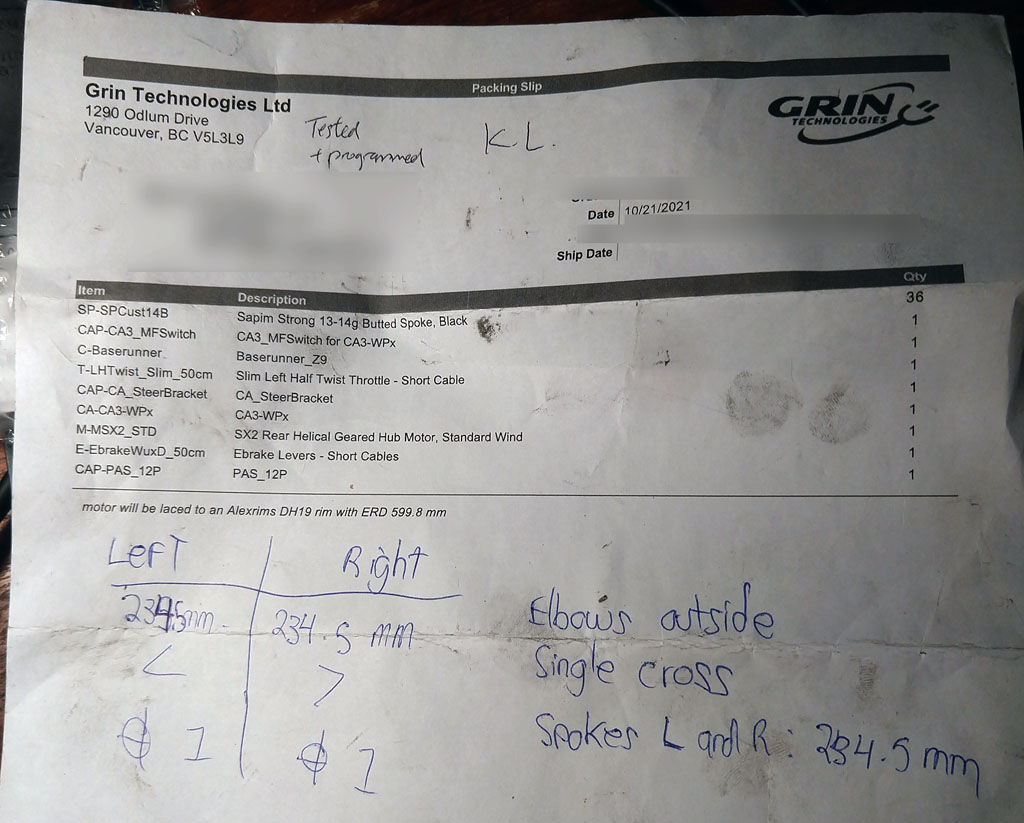 Packing Slip
Grin Technologies Ltd
1290 Odlum Drive
Vancouver, BC V5L3L9
Tested
+ programmed
K.L.
GRIN
TECHNOLOGIES
Date 10/21/2021
Ship Date
Item Description Qty
SP-SPCust14B Sapim Strong 13-14g Butted Spoke, Black 36
CAP-CA3_MFSwitch CA3_MFSwitch for CA3-WPx 1
C-Baserunner Baserunner_Z9 1
T-LHTwist_Slim_50cm Slim Left Half Twist Throttle - Short Cable 1
CAP-CA_SteerBracket CA_SteerBracket 1
CA-CA3-WPx CA3-WPx 1
M-MSX2_STD SX2 Rear Helical Geared Hub Motor, Standard Wind 1
E-EbrakeWuxD_50cm Ebrake Levers - Short Cables 1
CAP-PAS_12P PAS_12P 1
motor will be laced to an Alexrims DH19 rim with ERD 599.8 mm
Left Right
234.5 mm
< >
1 1
Elbows outside
Single cross
Spokes L and R: 234.5 mm